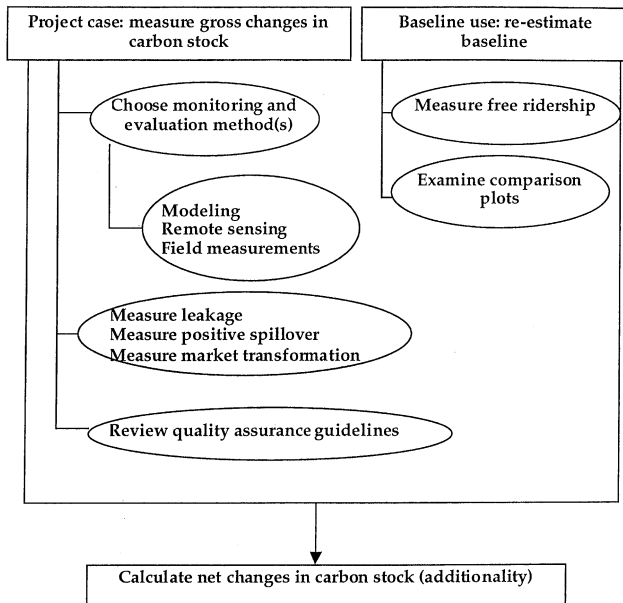 Project case: measure gross changes in
carbon stock
Baseline use: re-estimate
baseline
Choose monitoring and
evaluation method(s)
Measure free ridership
Examine comparison
plots
Modeling
Remote sensing
Field measurements
Measure leakage
Measure positive spillover
Measure market transformation
Review quality assurance guidelines
Calculate net changes in carbon stock (additionality)